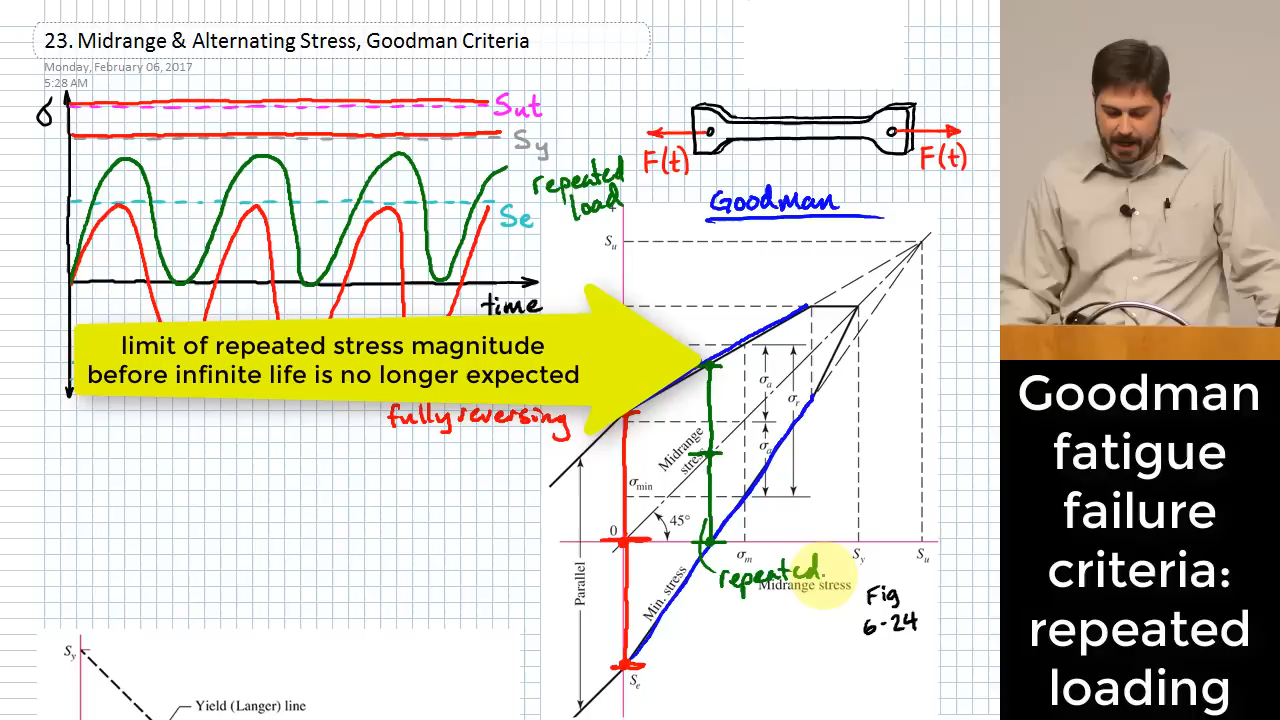 23. Midrange & Alternating Stress, Goodman Criteria
Monday, February 06, 2017
5:28 AM
σ
Sut
Sy
Se
repeated
load
time
fully reversing
limit of repeated stress magnitude
before infinite life is no longer expected
F(t)
F(t)
Goodman
Su
σa
σr
σa
Midrange
stress
σmin
0
45°
σm
Sy
Su
Midrange stress
repeated.
Parallel
Min. stress
Se
Fig
6-24
Sy
Yield (Langer) line
Goodman
fatigue
failure
criteria:
repeated
loading